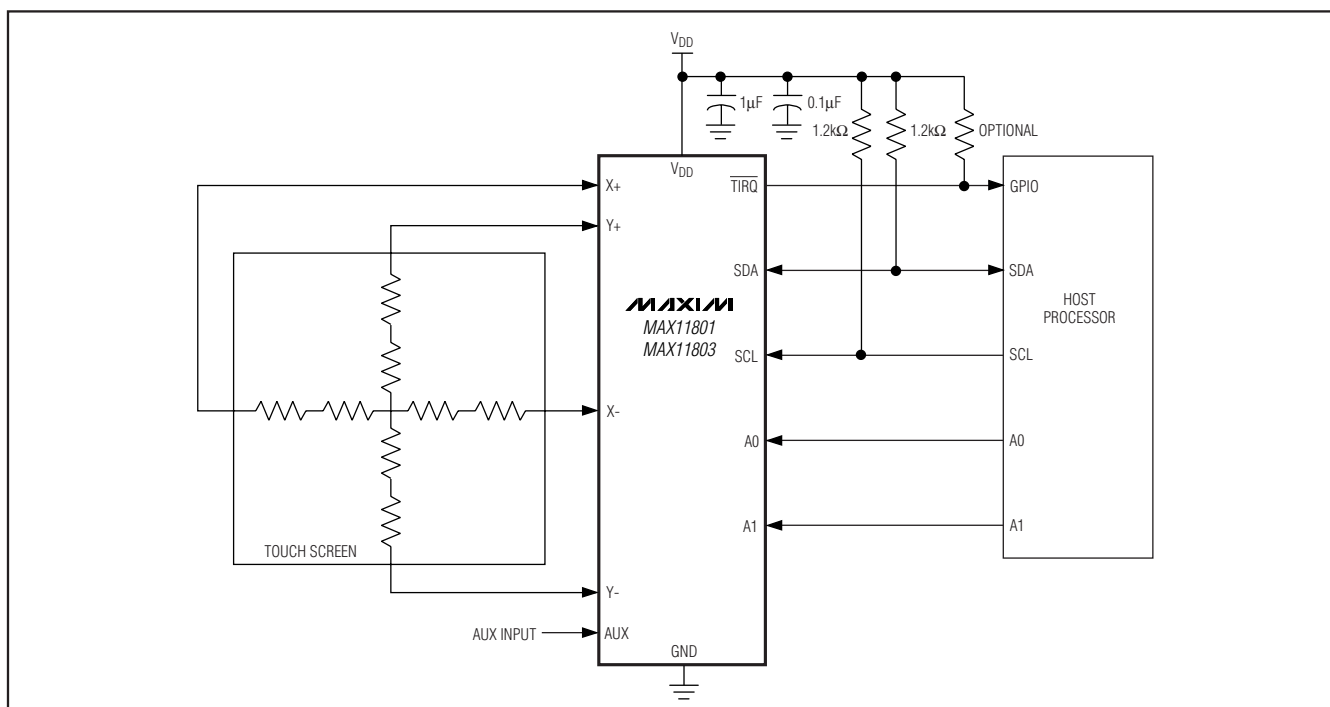 VDD
1µF
0.1µF
1.2kΩ
1.2kΩ
OPTIONAL
VDD
X+
TIRQ
GPIO
Y+
SDA
SDA
MAXIM
MAX11801
MAX11803
HOST
PROCESSOR
SCL
SCL
X-
A0
A0
A1
A1
TOUCH SCREEN
Y-
AUX INPUT
AUX
GND